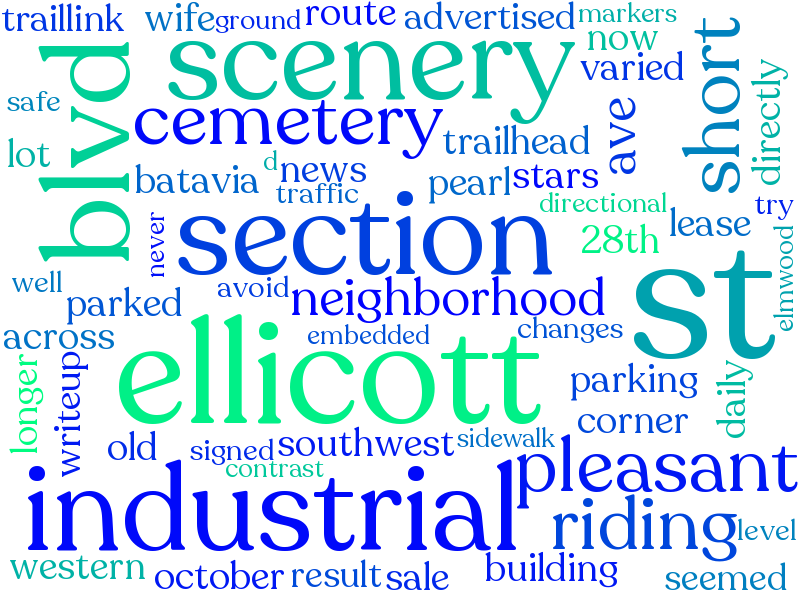 traillink wife ground route advertised markers
scenery now
blvd short
safe cemetery varied directly
lot trailhead ave
batavia d news pearl stars
traffic
section directional try
never 28th lease
well avoid neighborhood st elmwood
parked
across embedded changes
ellicott
longer writeup parking daily
corner
old signed southwest sidewalk
contrast
industrial pleasant
riding level
western october result sale building seemed